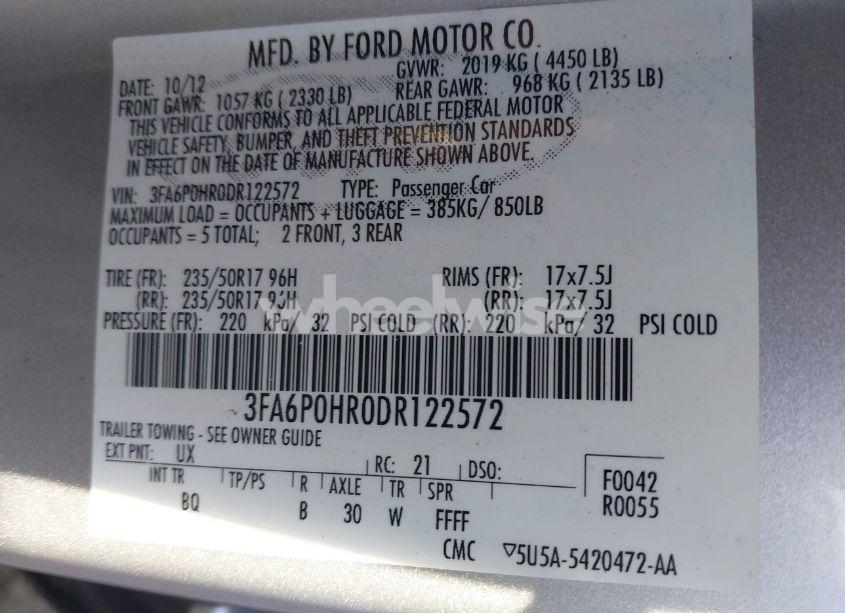 MFD. BY FORD MOTOR CO.
DATE: 10/12 GVWR: 2019 KG ( 4450 LB)
FRONT GAWR: 1057 KG ( 2330 LB) REAR GAWR: 968 KG ( 2135 LB)
THIS VEHICLE CONFORMS TO ALL APPLICABLE FEDERAL MOTOR
VEHICLE SAFETY, BUMPER, AND THEFT PREVENTION STANDARDS
IN EFFECT ON THE DATE OF MANUFACTURE SHOWN ABOVE.
VIN: 3FA6P0HR0DR122572 TYPE: Passenger Car
MAXIMUM LOAD = OCCUPANTS + LUGGAGE = 385KG/ 850LB
OCCUPANTS = 5 TOTAL; 2 FRONT, 3 REAR
TIRE (FR): 235/50R17 96H RIMS (FR): 17x7.5J
(RR): 235/50R17 96H (RR): 17x7.5J
wheelwise
PRESSURE (FR): 220 kPa/ 32 PSI COLD (RR): 220 kPa/ 32 PSI COLD
3FA6P0HR0DR122572
TRAILER TOWING - SEE OWNER GUIDE
EXT PNT: UX RC: 21 DSO:
INT TR TP/PS R AXLE TR SPR F0042
BQ B 30 W FFFF R0055
CMC ▽5U5A-5420472-AA